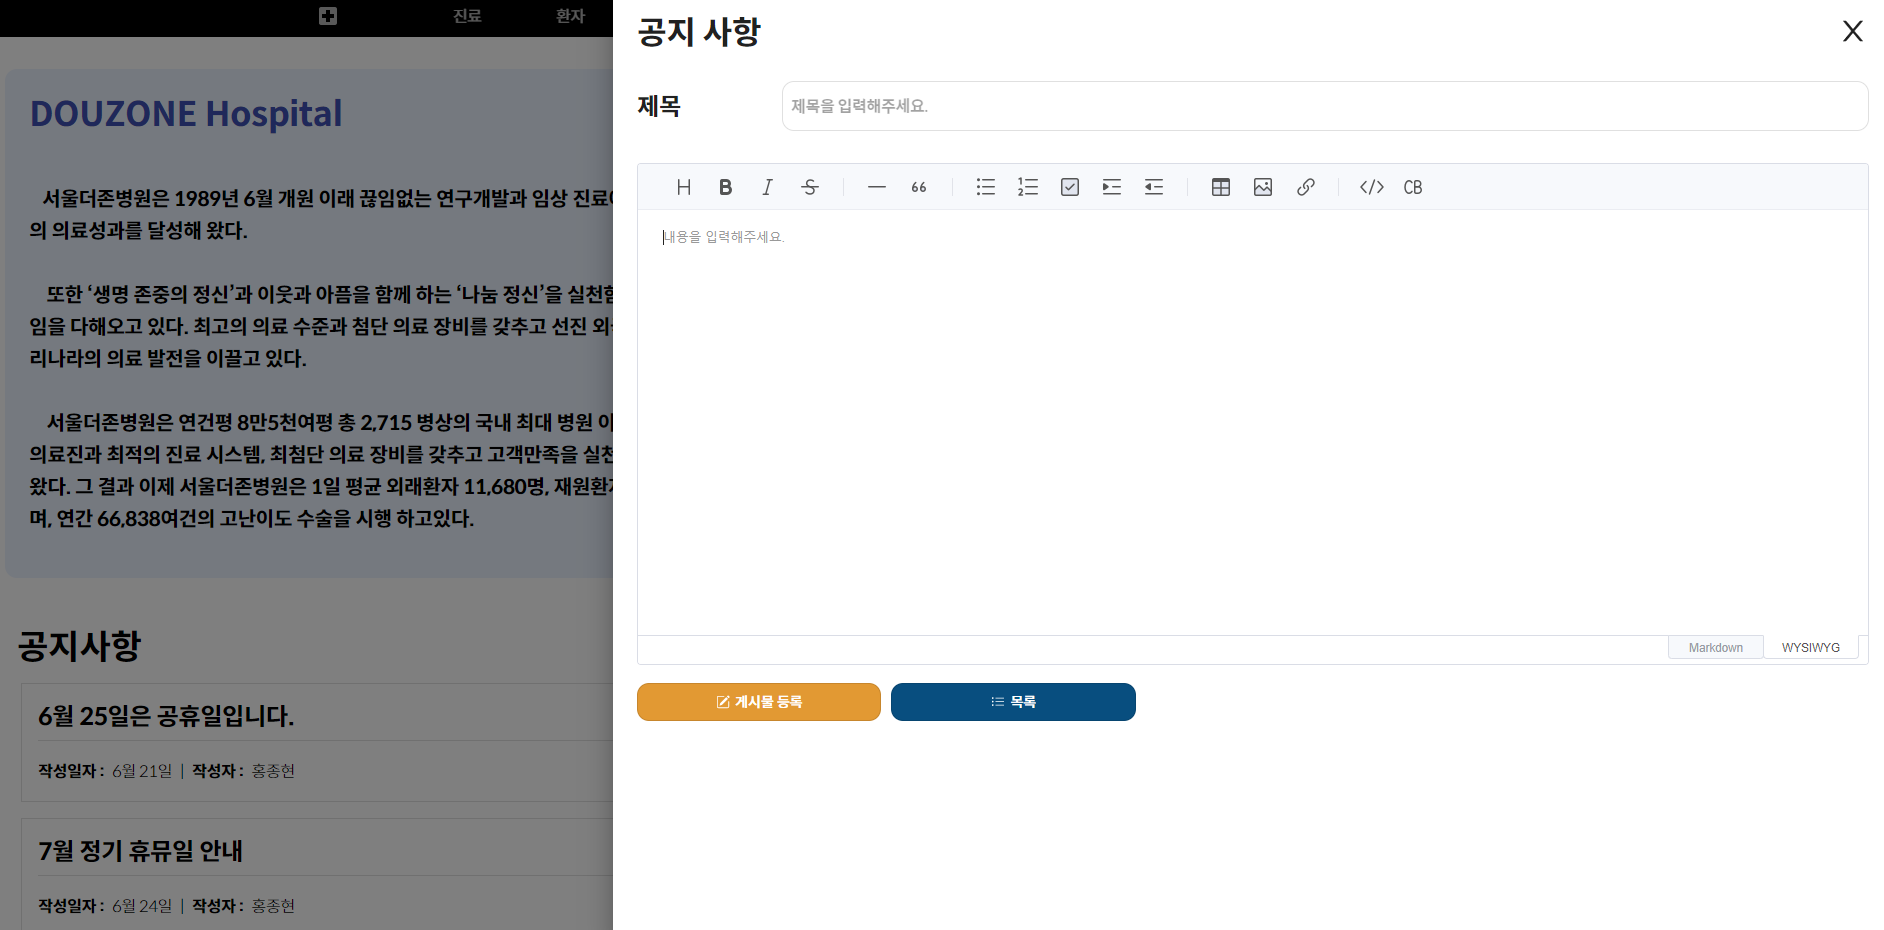 진료 환자
DOUZONE Hospital
서울더존병원은 1989년 6월 개원 이래 끊임없는 연구개발과 임상 진료
의 의료성과를 달성해 왔다.
또한 ‘생명 존중의 정신’과 이웃과 아픔을 함께 하는 ‘나눔 정신’을 실천
임을 다해오고 있다. 최고의 의료 수준과 첨단 의료 장비를 갖추고 선진
리나라의 의료 발전을 이끌고 있다.
서울더존병원은 연건평 8만5천여평 총 2,715 병상의 국내 최대 병원
의료진과 최적의 진료 시스템, 최첨단 의료 장비를 갖추고 고객만족을 실천
왔다. 그 결과 이제 서울더존병원은 1일 평균 외래환자 11,680명, 재원환자
며, 연간 66,838여건의 고난이도 수술을 시행 하고있다.
공지사항
6월 25일은 공휴일입니다.
작성일자 : 6월 21일 | 작성자 : 홍종현
7월 정기 휴뮤일 안내
작성일자 : 6월 24일 | 작성자 : 홍종현
공지 사항
X
제목 제목을 입력해주세요.
H B I S 66 </> CB
내용을 입력해주세요.
Markdown WYSIWYG
게시물 등록 목록